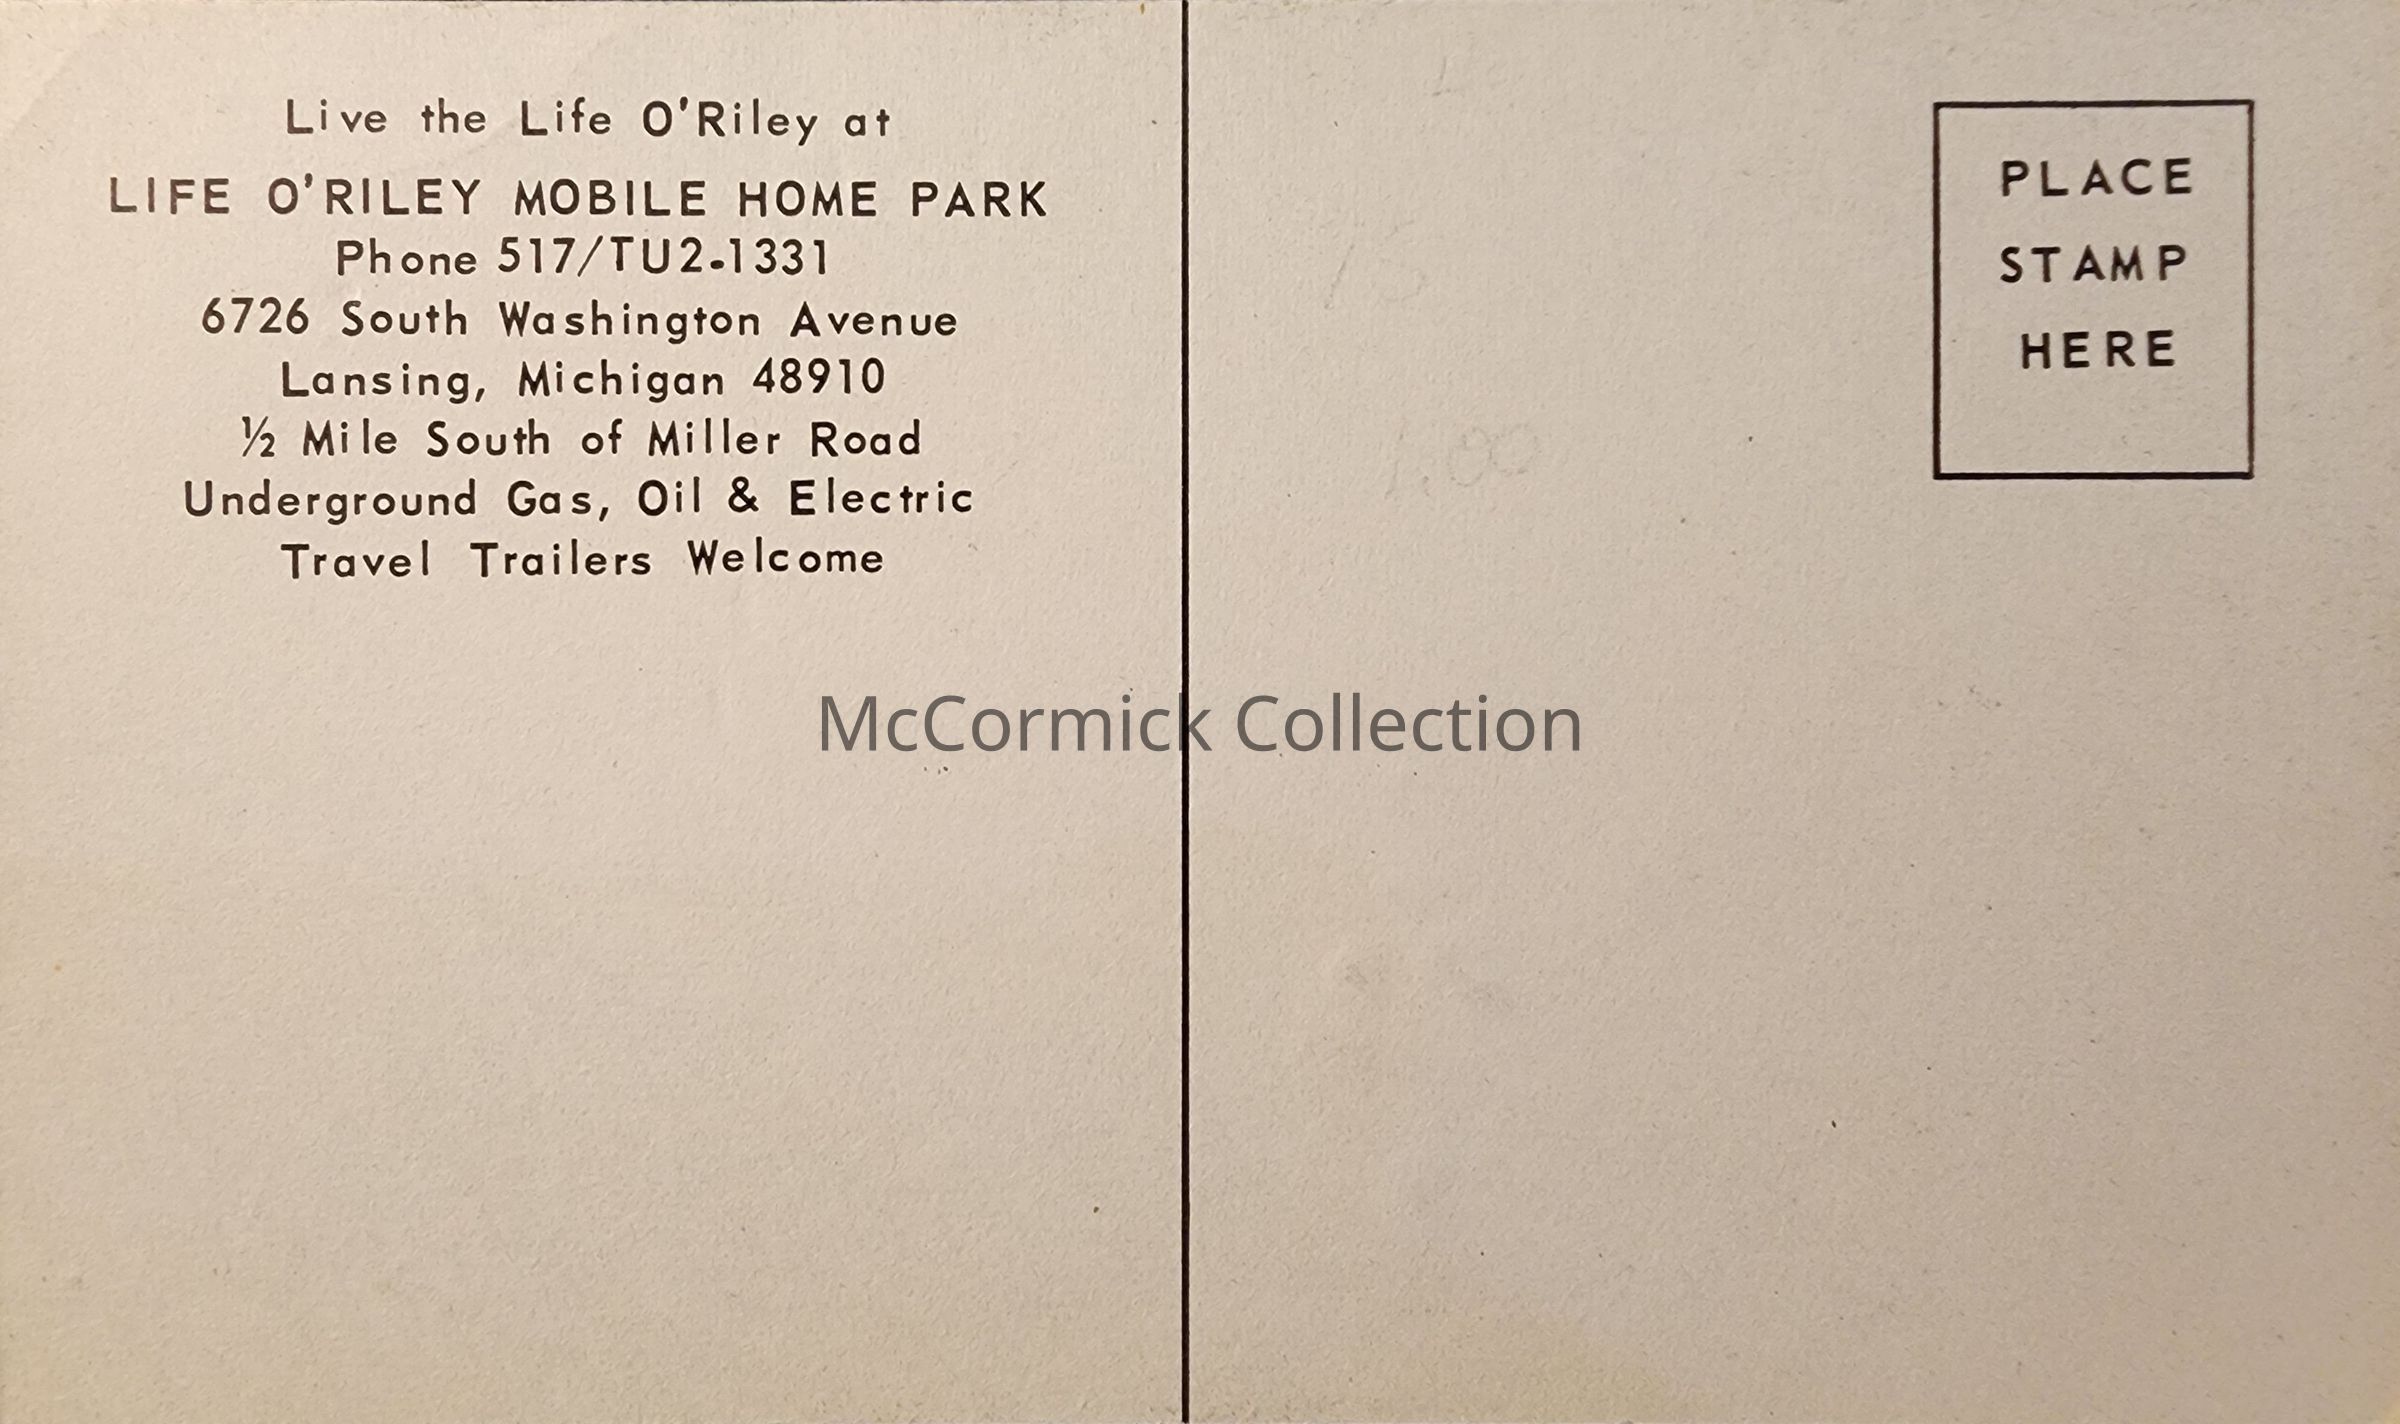 Live the Life O'Riley at
LIFE O'RILEY MOBILE HOME PARK
Phone 517/TU2-1331
6726 South Washington Avenue
Lansing, Michigan 48910
½ Mile South of Miller Road
Underground Gas, Oil & Electric
Travel Trailers Welcome
PLACE
STAMP
HERE
1.00
McCormick Collection